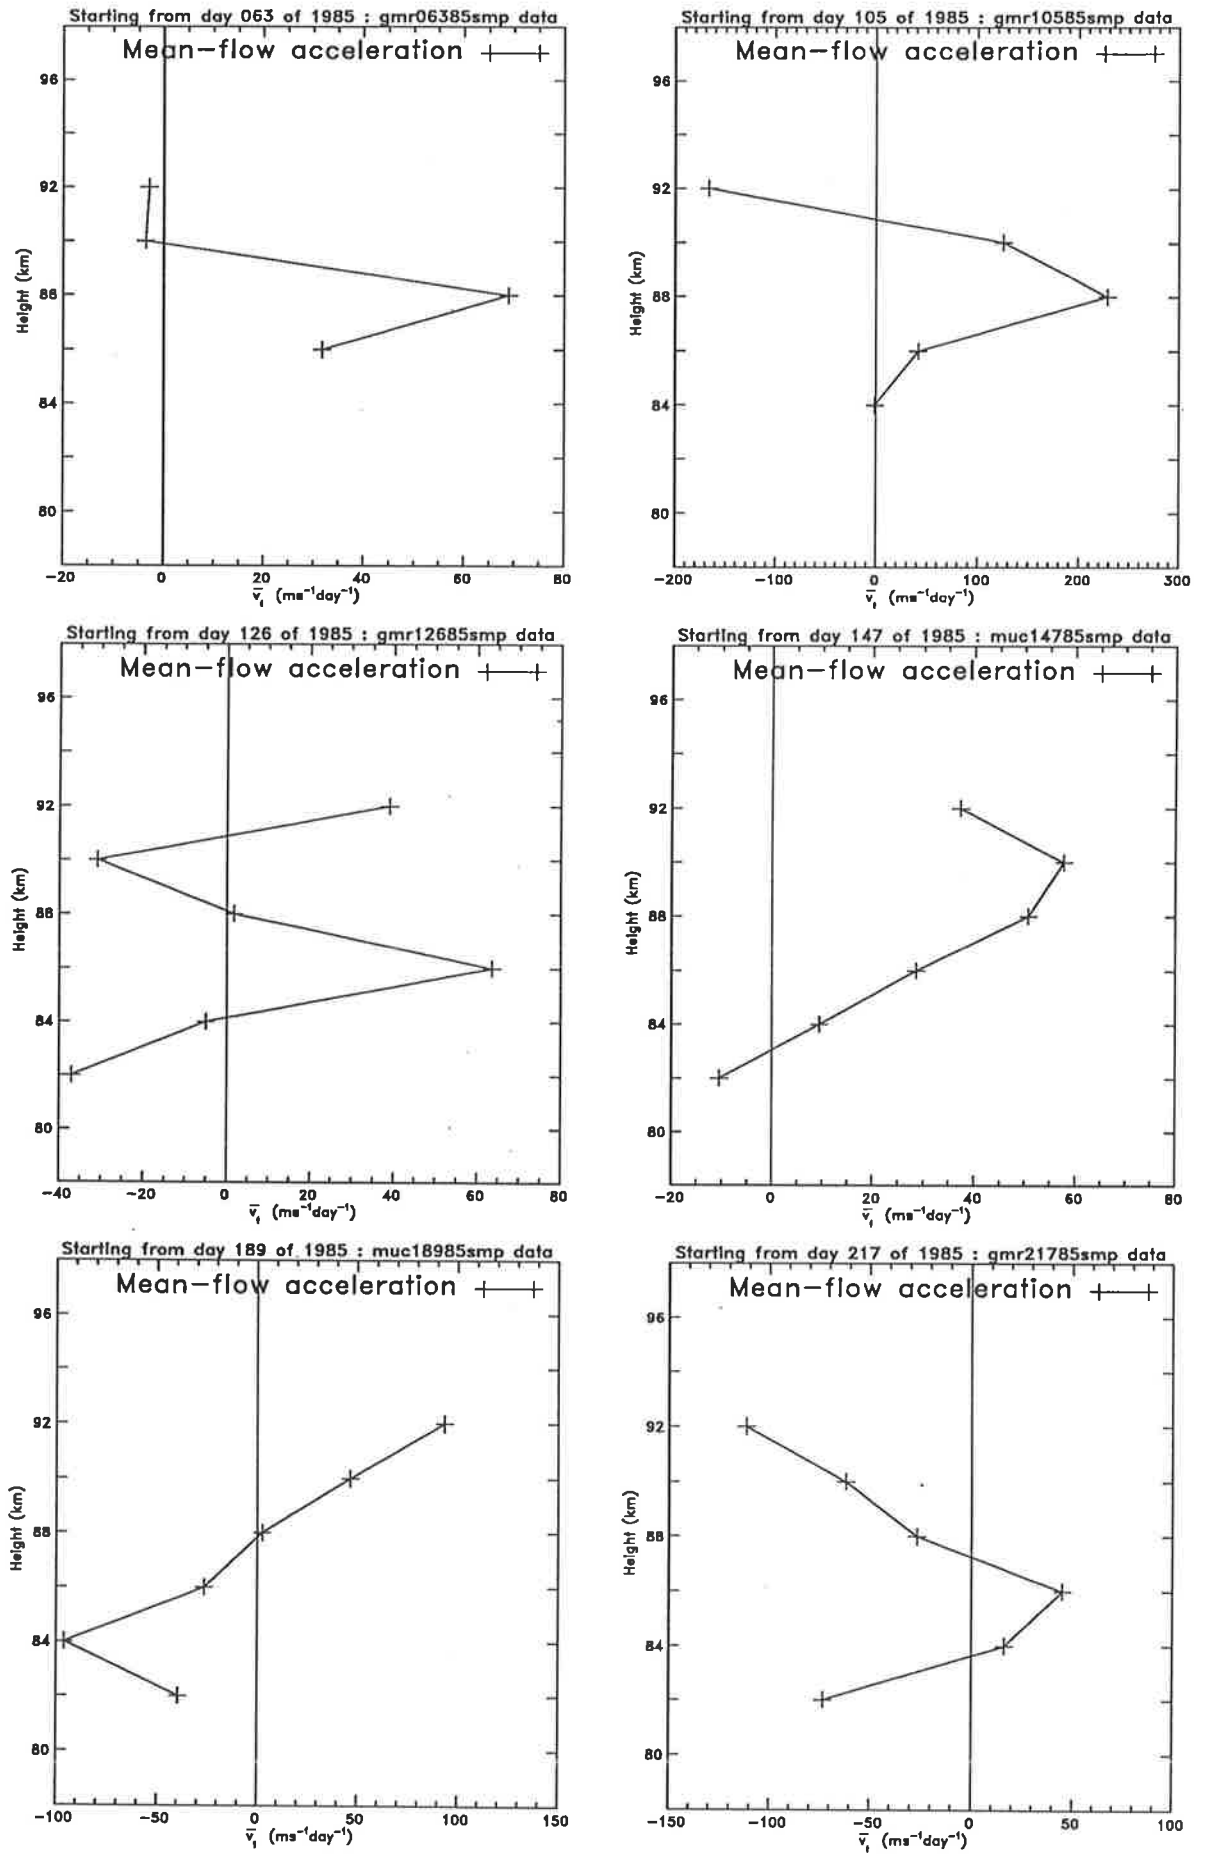 Starting from day 063 of 1985 : gmr06385smp data
Mean-flow acceleration
96
92
88
84
80
Height (km)
-20 0 20 40 60 80
v̄ₜ (ms⁻¹day⁻¹)
Starting from day 105 of 1985 : gmr10585smp data
Mean-flow acceleration
96
92
88
84
80
Height (km)
-200 -100 0 100 200 300
v̄ₜ (ms⁻¹day⁻¹)
Starting from day 126 of 1985 : gmr12685smp data
Mean-flow acceleration
96
92
88
84
80
Height (km)
-40 -20 0 20 40 60 80
v̄ₜ (ms⁻¹day⁻¹)
Starting from day 147 of 1985 : muc14785smp data
Mean-flow acceleration
96
92
88
84
80
Height (km)
-20 0 20 40 60 80
v̄ₜ (ms⁻¹day⁻¹)
Starting from day 189 of 1985 : muc18985smp data
Mean-flow acceleration
96
92
88
84
80
Height (km)
-100 -50 0 50 100 150
v̄ₜ (ms⁻¹day⁻¹)
Starting from day 217 of 1985 : gmr21785smp data
Mean-flow acceleration
96
92
88
84
80
Height (km)
-150 -100 -50 0 50 100
v̄ₜ (ms⁻¹day⁻¹)